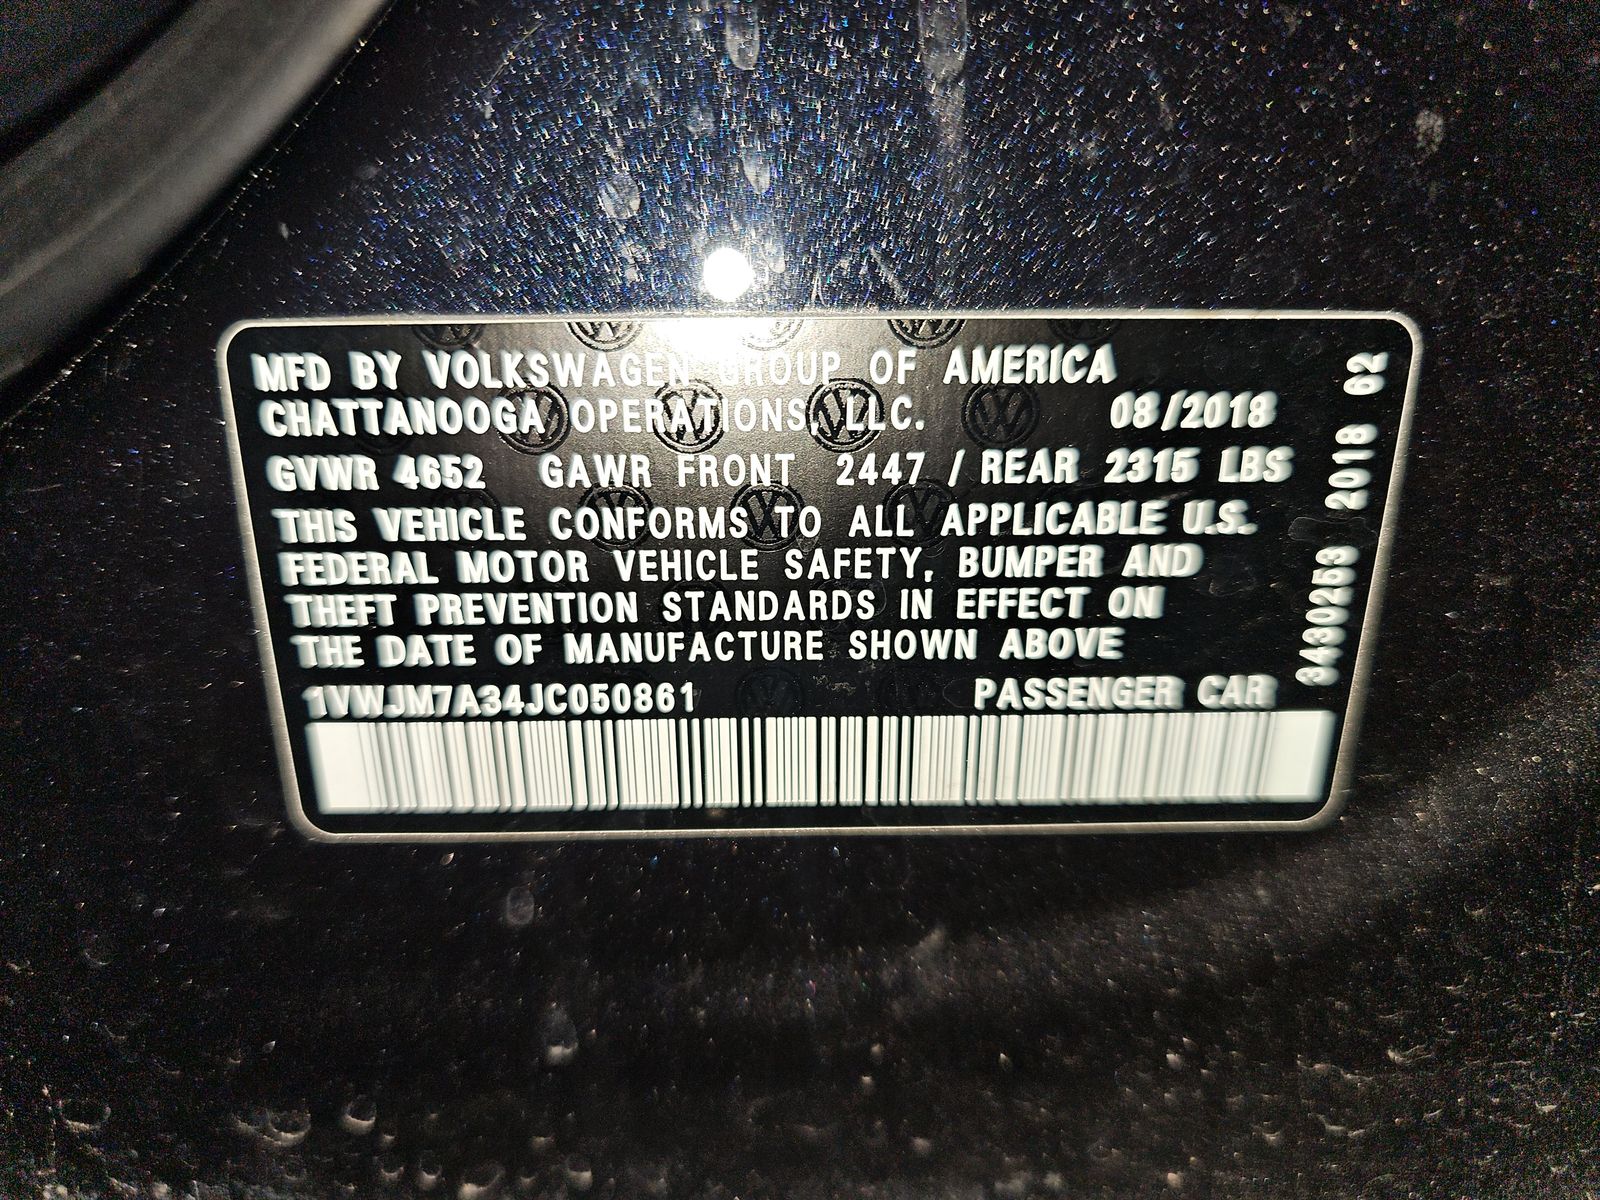 MFD BY VOLKSWAGEN GROUP OF AMERICA
CHATTANOOGA OPERATIONS, LLC. 08/2018
GVWR 4652 GAWR FRONT 2447 / REAR 2315 LBS
THIS VEHICLE CONFORMS TO ALL APPLICABLE U.S.
FEDERAL MOTOR VEHICLE SAFETY, BUMPER AND
THEFT PREVENTION STANDARDS IN EFFECT ON
THE DATE OF MANUFACTURE SHOWN ABOVE
1VWJM7A34JC050861 PASSENGER CAR
3430253 2018 62